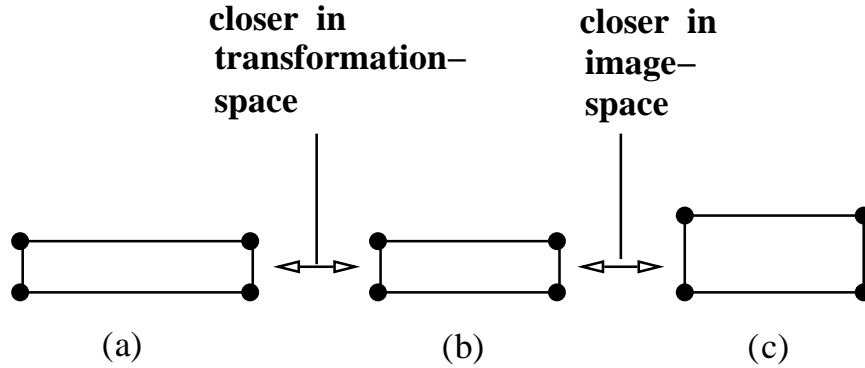 closer in
transformation–
space
closer in
image–
space
(a)
(b)
(c)